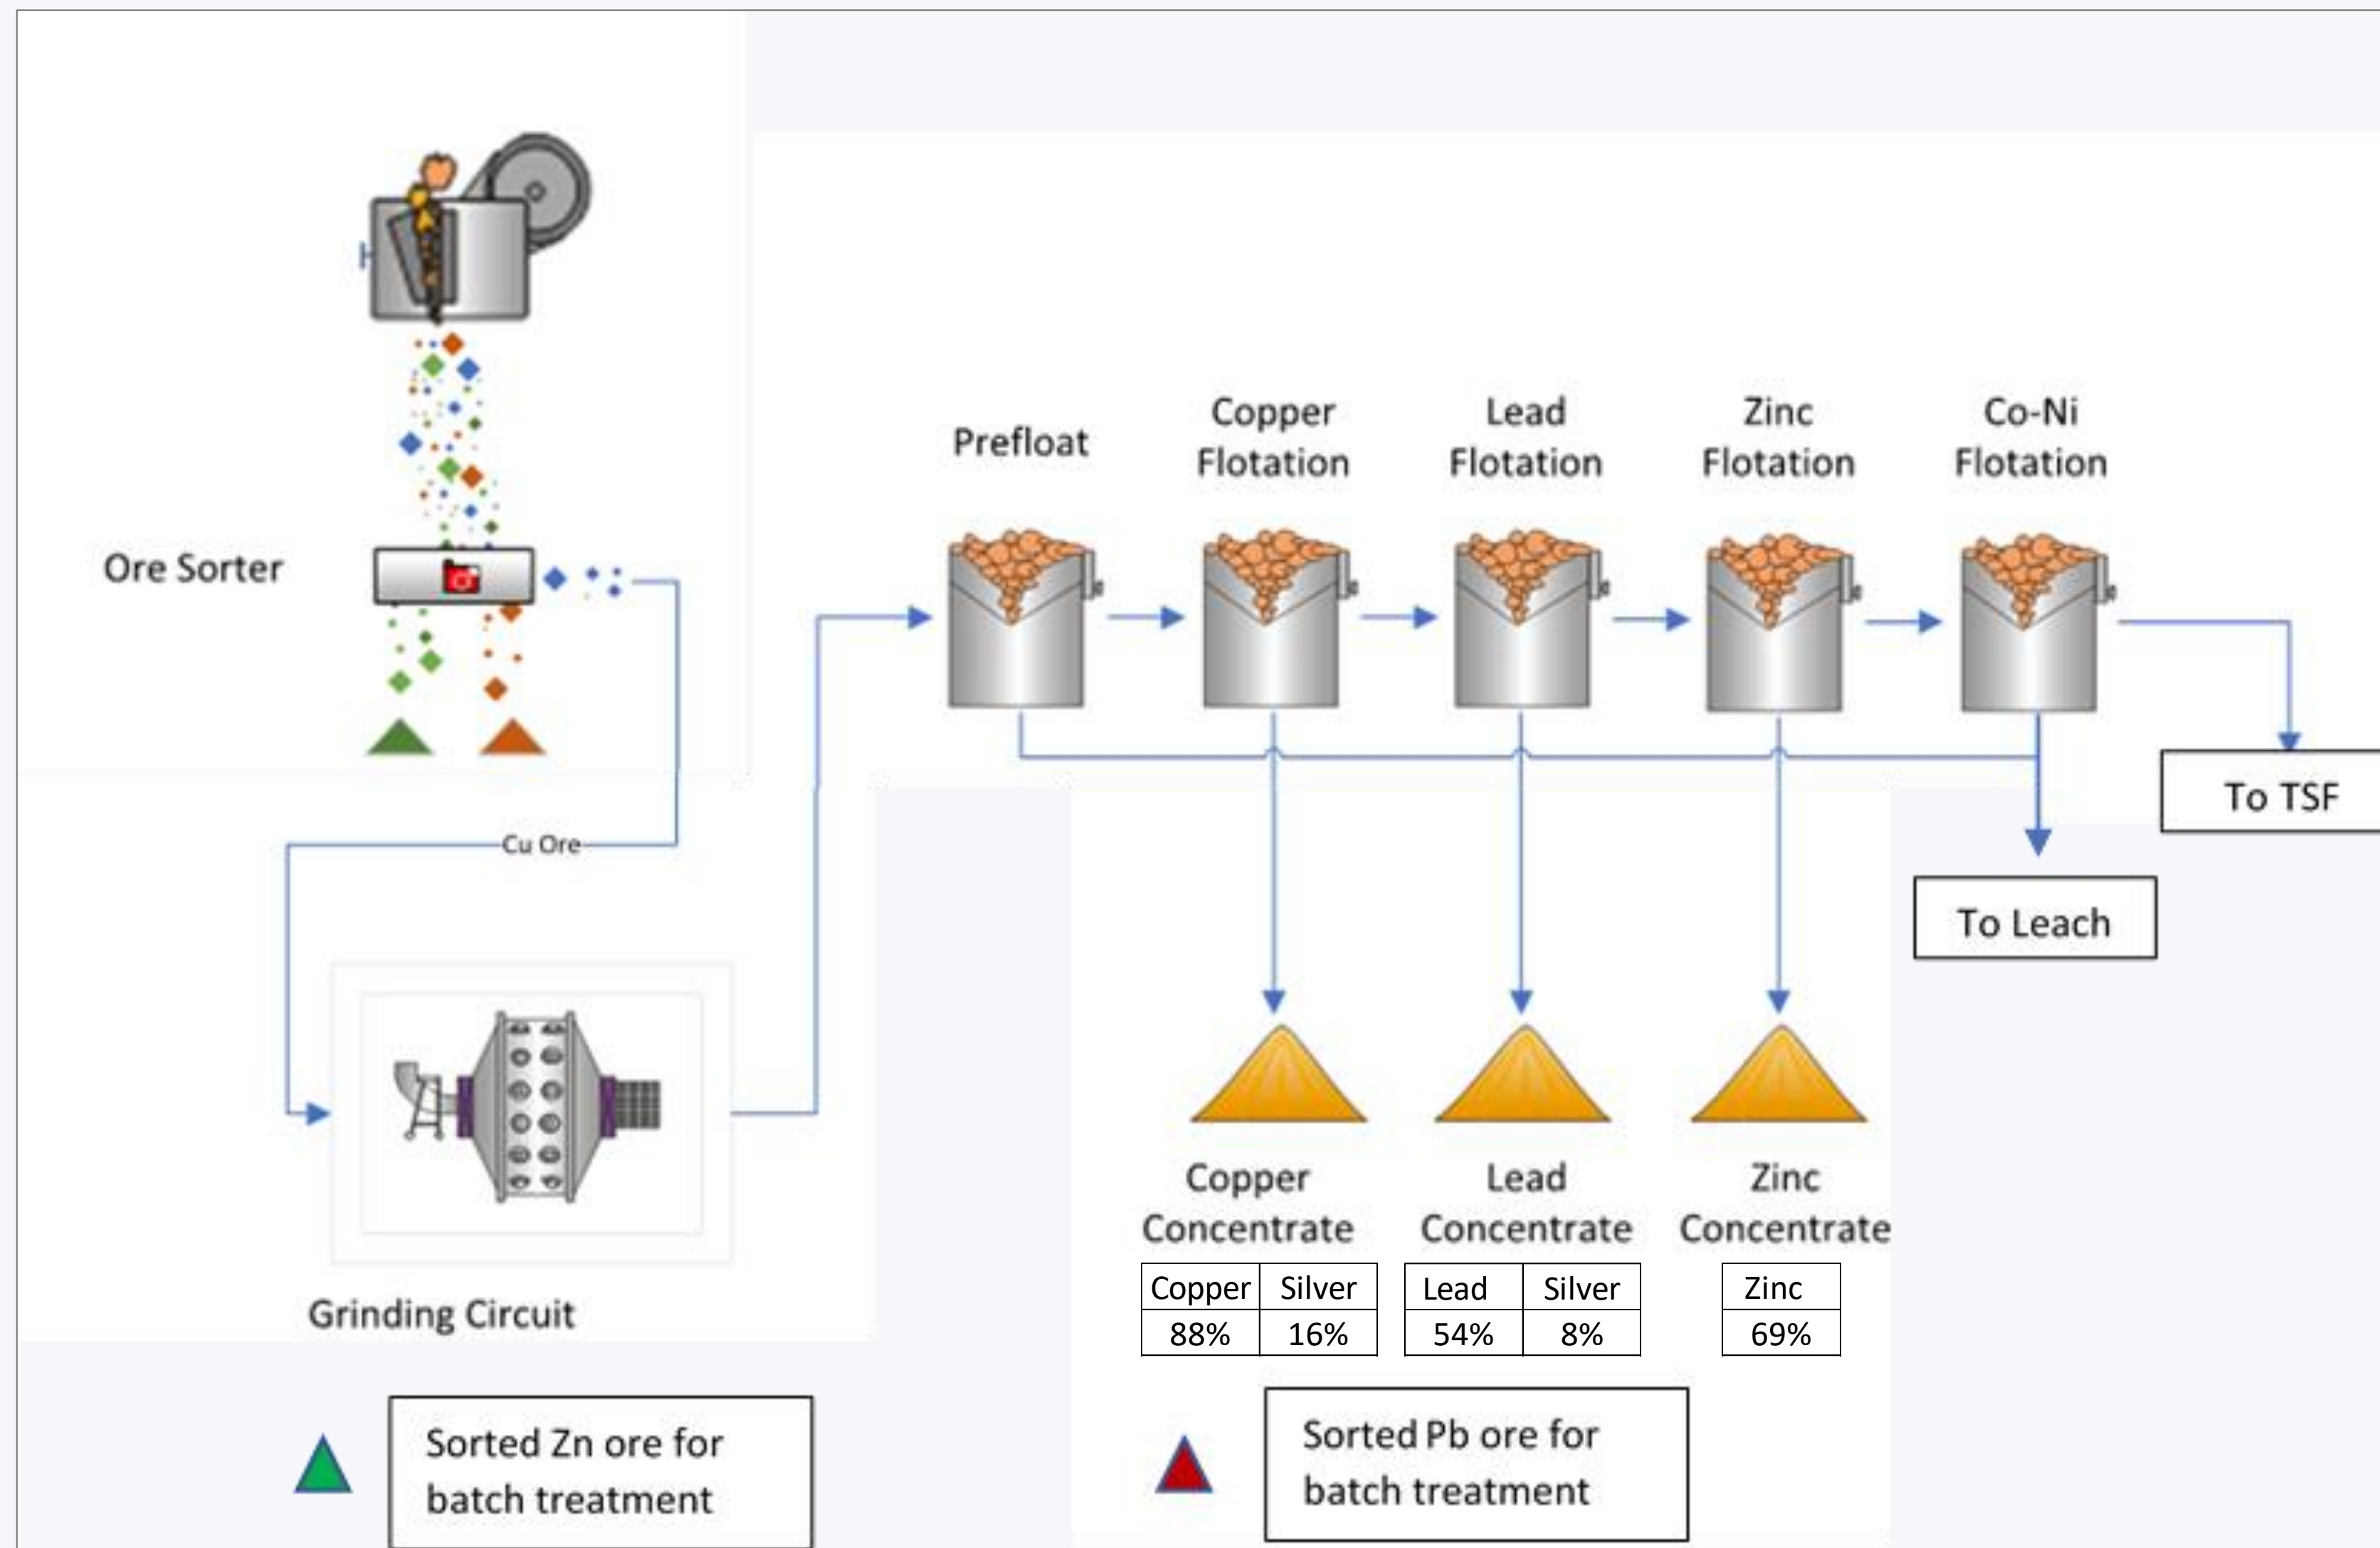 Prefloat
Copper
Flotation
Lead
Flotation
Zinc
Flotation
Co-Ni
Flotation
Ore Sorter
To TSF
Cu Ore
To Leach
Copper
Concentrate
Lead
Concentrate
Zinc
Concentrate
Copper Silver
88% 16%
Lead Silver
54% 8%
Zinc
69%
Grinding Circuit
Sorted Zn ore for
batch treatment
Sorted Pb ore for
batch treatment